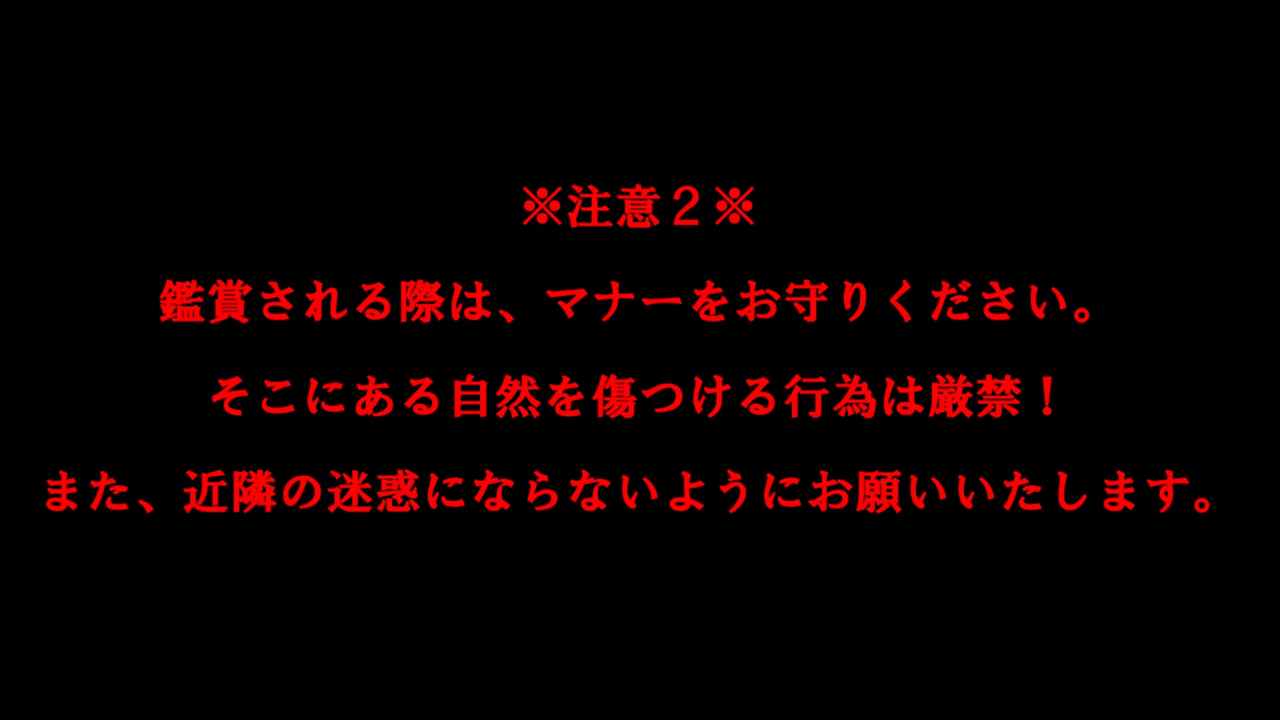 ※注意２※
鑑賞される際は、マナーをお守りください。
そこにある自然を傷つける行為は厳禁！
また、近隣の迷惑にならないようにお願いいたします。